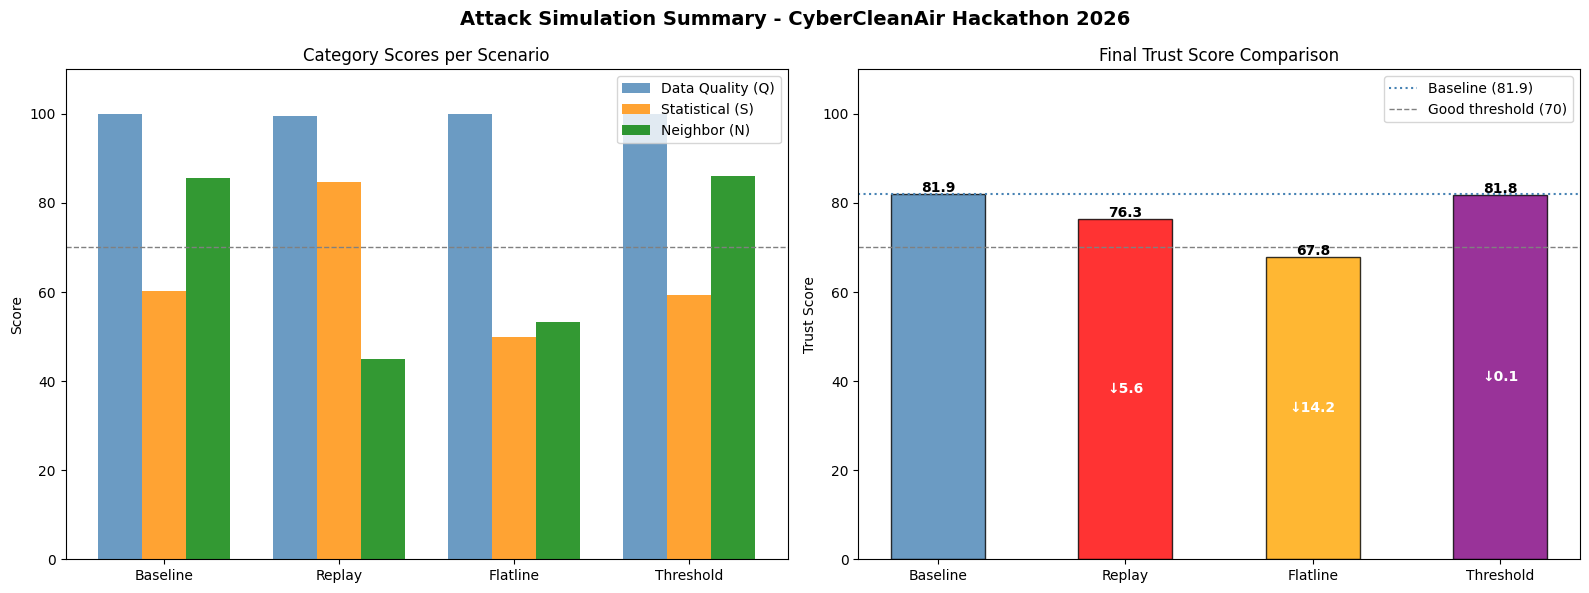 Attack Simulation Summary - CyberCleanAir Hackathon 2026
Category Scores per Scenario
Score
100
80
60
40
20
0
Data Quality (Q)
Statistical (S)
Neighbor (N)
Baseline
Replay
Flatline
Threshold
Final Trust Score Comparison
Trust Score
100
80
60
40
20
0
Baseline (81.9)
Good threshold (70)
81.9
76.3
67.8
81.8
↓5.6
↓14.2
↓0.1
Baseline
Replay
Flatline
Threshold